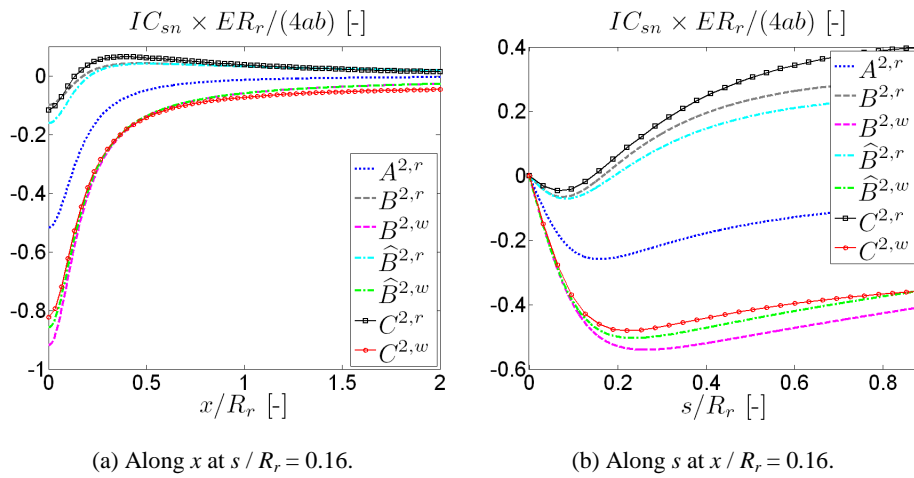 IC_{sn} × ER_r/(4ab) [-]
0
-0.2
-0.4
-0.6
-0.8
-1
0
0.5
1
1.5
2
x/R_r [-]
A^{2,r}
B^{2,r}
B^{2,w}
\widehat{B}^{2,r}
\widehat{B}^{2,w}
C^{2,r}
C^{2,w}
(a) Along x at s / R_r = 0.16.
IC_{sn} × ER_r/(4ab) [-]
0.4
0.2
0
-0.2
-0.4
-0.6
0
0.2
0.4
0.6
0.8
s/R_r [-]
A^{2,r}
B^{2,r}
B^{2,w}
\widehat{B}^{2,r}
\widehat{B}^{2,w}
C^{2,r}
C^{2,w}
(b) Along s at x / R_r = 0.16.